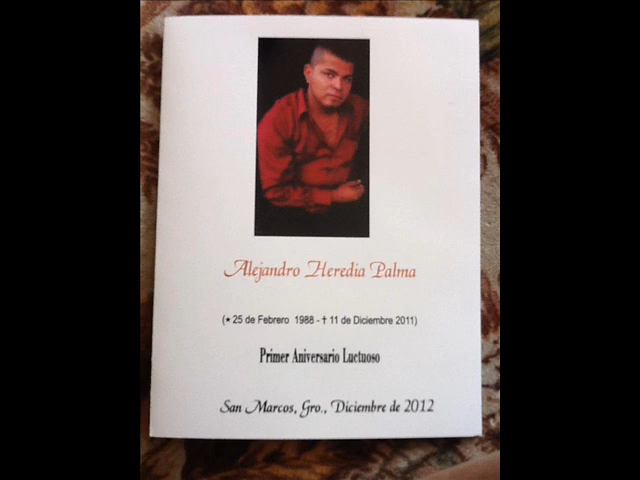 Alejandro Heredia Palma
(* 25 de Febrero 1988 - † 11 de Diciembre 2011)
Primer Aniversario Luctuoso
San Marcos, Gro., Diciembre de 2012